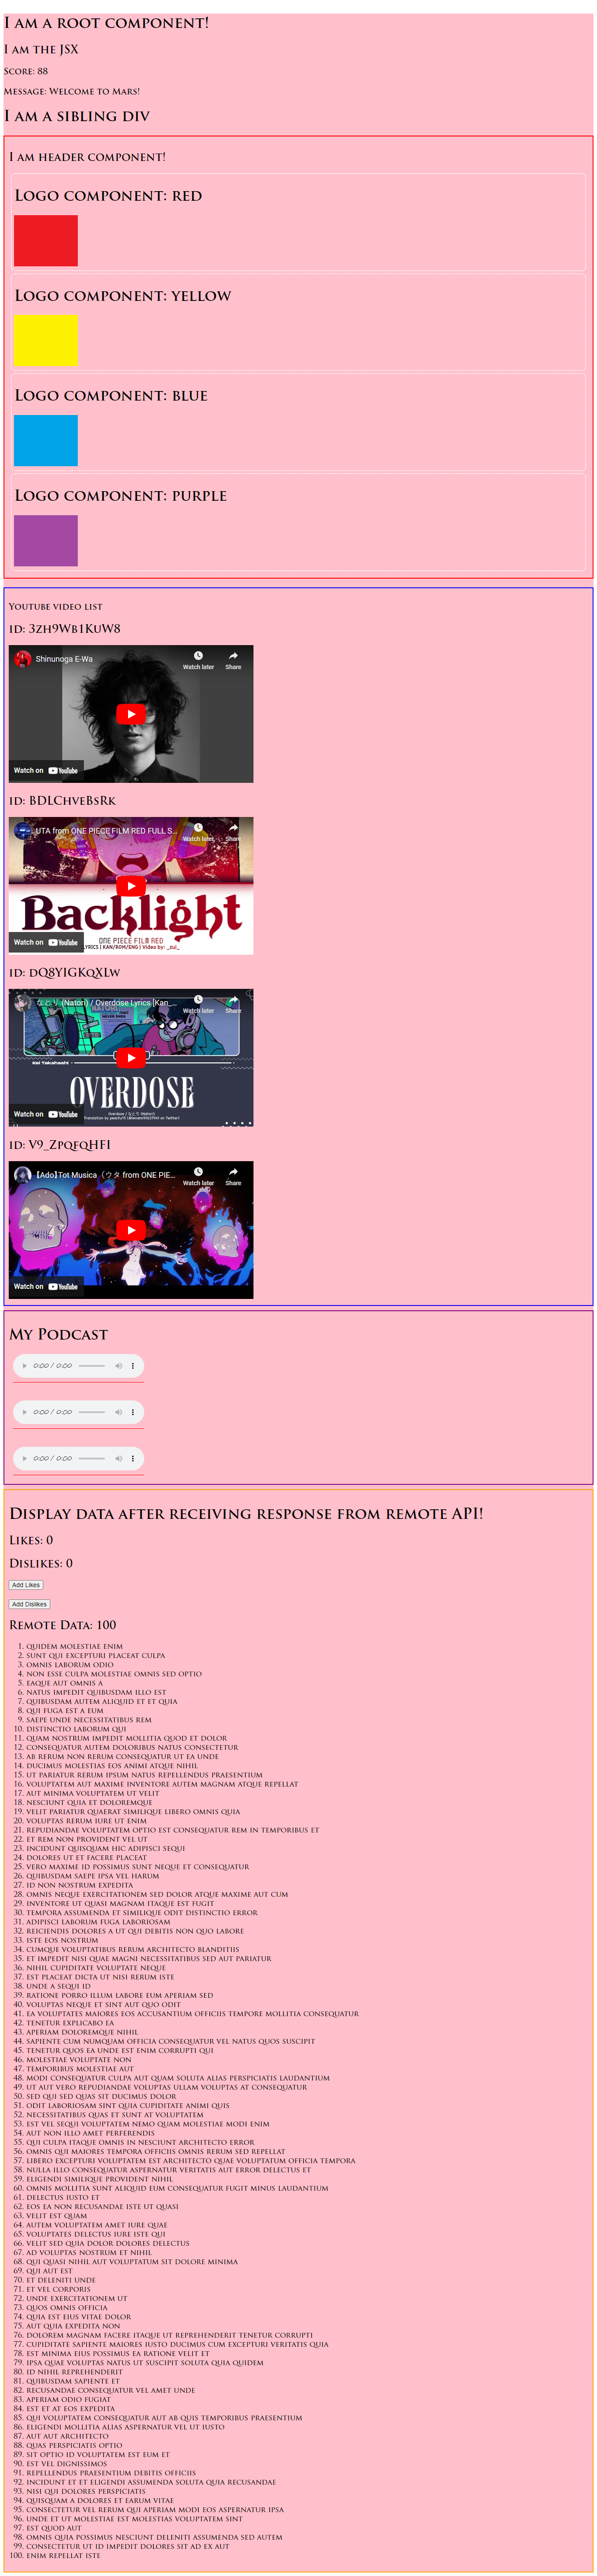 I am a root component!
I am the JSX
Score: 88
Message: Welcome to Mars!
I am a sibling div
I am header component!
Logo component: red
Logo component: yellow
Logo component: blue
Logo component: purple
Youtube video list
id: 3zh9Wb1KuW8
Shinunoga E-Wa
Watch later
Share
Watch on YouTube
id: BDLChveBsRk
UTA from ONE PIECE FILM RED FULL S...
Watch later
Share
Backlight
ONE PIECE FILM RED
LYRICS | KAN/ROM/ENG | Video by: _zui_
Watch on YouTube
id: dQ8YIGKqXLw
なとり (Natori) / Overdose Lyrics [Kan_...
Watch later
Share
OVERDOSE
Watch on YouTube
id: V9_ZpqfqHFI
【Ado】Tot Musica（ウタ from ONE PIE...
Watch later
Share
Watch on YouTube
My Podcast
0:00 / 0:00
0:00 / 0:00
0:00 / 0:00
Display data after receiving response from remote API!
Likes: 0
Dislikes: 0
Add Likes
Add Dislikes
Remote Data: 100
1. quidem molestiae enim
2. sunt qui excepturi placeat culpa
3. omnis laborum odio
4. non esse culpa molestiae omnis sed optio
5. eaque aut omnis a
6. natus impedit quibusdam illo est
7. quibusdam autem aliquid et et quia
8. qui fuga est a eum
9. saepe unde necessitatibus rem
10. distinctio laborum qui
11. quam nostrum impedit mollitia quod et dolor
12. consequatur autem doloribus natus consectetur
13. ab rerum non rerum consequatur ut ea unde
14. ducimus molestias eos animi atque nihil
15. ut pariatur rerum ipsum natus repellendus praesentium
16. voluptatem aut maxime inventore autem magnam atque repellat
17. aut minima voluptatem ut velit
18. nesciunt quia et doloremque
19. velit pariatur quaerat similique libero omnis quia
20. voluptas rerum iure ut enim
21. repudiandae voluptatem optio est consequatur rem in temporibus et
22. et rem non provident vel ut
23. incidunt quisquam hic adipisci sequi
24. dolores ut et facere placeat
25. vero maxime id possimus sunt neque et consequatur
26. quibusdam saepe ipsa vel harum
27. id non nostrum expedita
28. omnis neque exercitationem sed dolor atque maxime aut cum
29. inventore ut quasi magnam itaque est fugit
30. tempora assumenda et similique odit distinctio error
31. adipisci laborum fuga laboriosam
32. reiciendis dolores a ut qui debitis non quo labore
33. iste eos nostrum
34. cumque voluptatibus rerum architecto blanditiis
35. et impedit nisi quae magni necessitatibus sed aut pariatur
36. nihil cupiditate voluptate neque
37. est placeat dicta ut nisi rerum iste
38. unde a sequi id
39. ratione porro illum labore eum aperiam sed
40. voluptas neque et sint aut quo odit
41. ea voluptates maiores eos accusantium officiis tempore mollitia consequatur
42. tenetur explicabo ea
43. aperiam doloremque nihil
44. sapiente cum numquam officia consequatur vel natus quos suscipit
45. tenetur quos ea unde est enim corrupti qui
46. molestiae voluptate non
47. temporibus molestiae aut
48. modi consequatur culpa aut quam soluta alias perspiciatis laudantium
49. ut aut vero repudiandae voluptas ullam voluptas at consequatur
50. sed qui sed quas sit ducimus dolor
51. odit laboriosam sint quia cupiditate animi quis
52. necessitatibus quas et sunt at voluptatem
53. est vel sequi voluptatem nemo quam molestiae modi enim
54. aut non illo amet perferendis
55. qui culpa itaque omnis in nesciunt architecto error
56. omnis qui maiores tempora officiis omnis rerum sed repellat
57. libero excepturi voluptatem est architecto quae voluptatum officia tempora
58. nulla illo consequatur aspernatur veritatis aut error delectus et
59. eligendi similique provident nihil
60. omnis mollitia sunt aliquid eum consequatur fugit minus laudantium
61. delectus iusto et
62. eos ea non recusandae iste ut quasi
63. velit est quam
64. autem voluptatem amet iure quae
65. voluptates delectus iure iste qui
66. velit sed quia dolor dolores delectus
67. ad voluptas nostrum et nihil
68. qui quasi nihil aut voluptatum sit dolore minima
69. qui aut est
70. et deleniti unde
71. et vel corporis
72. unde exercitationem ut
73. quos omnis officia
74. quia est eius vitae dolor
75. aut quia expedita non
76. dolorem magnam facere itaque ut reprehenderit tenetur corrupti
77. cupiditate sapiente maiores iusto ducimus cum excepturi veritatis quia
78. est minima eius possimus ea ratione velit et
79. ipsa quae voluptas natus ut suscipit soluta quia quidem
80. id nihil reprehenderit
81. quibusdam sapiente et
82. recusandae consequatur vel amet unde
83. aperiam odio fugiat
84. est et at eos expedita
85. qui voluptatem consequatur aut ab quis temporibus praesentium
86. eligendi mollitia alias aspernatur vel ut iusto
87. aut aut architecto
88. quas perspiciatis optio
89. sit optio id voluptatem est eum et
90. est vel dignissimos
91. repellendus praesentium debitis officiis
92. incidunt et et eligendi assumenda soluta quia recusandae
93. nisi qui dolores perspiciatis
94. quisquam a dolores et earum vitae
95. consectetur vel rerum qui aperiam modi eos aspernatur ipsa
96. unde et ut molestiae est molestias voluptatem sint
97. est quod aut
98. omnis quia possimus nesciunt deleniti assumenda sed autem
99. consectetur ut id impedit dolores sit ad ex aut
100. enim repellat iste